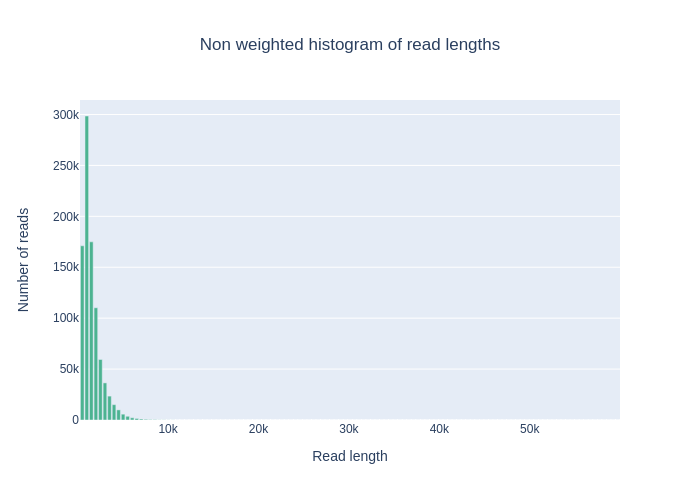 Non weighted histogram of read lengths
Number of reads
300k
250k
200k
150k
100k
50k
0
10k
20k
30k
40k
50k
Read length